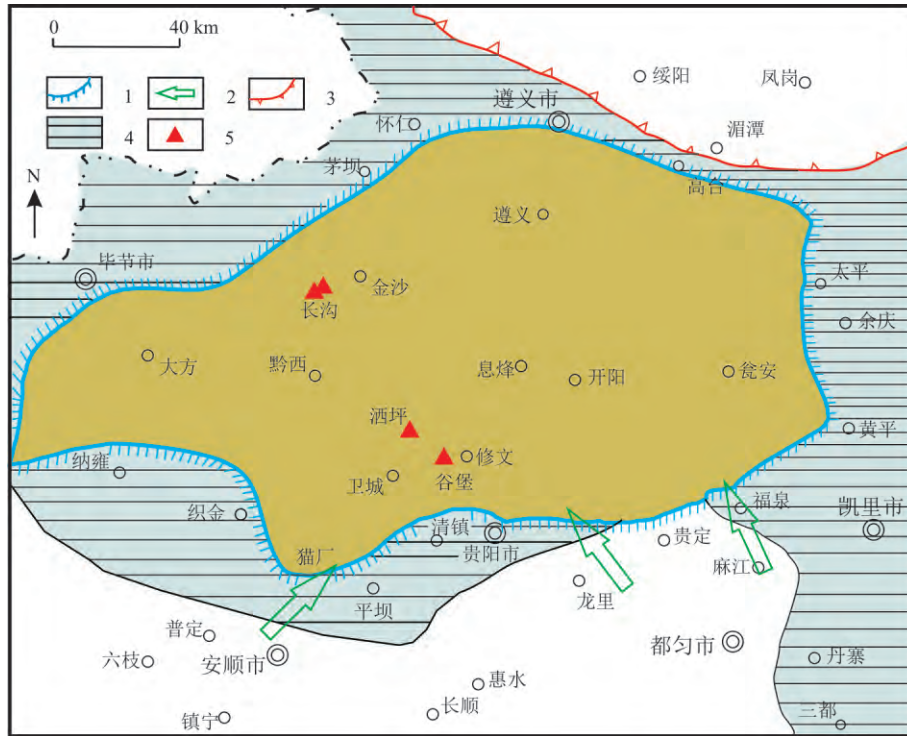 0 40 km
1 2 3
4 5
N
绥阳
凤岗
遵义市
怀仁
湄潭
茅坝
高台
遵义
毕节市
太平
金沙
长沟
余庆
大方
黔西
息烽
开阳
瓮安
洒坪
黄平
纳雍
修文
卫城
谷堡
织金
福泉
凯里市
清镇
猫厂
贵阳市
贵定
麻江
平坝
龙里
普定
都匀市
六枝
安顺市
丹寨
惠水
镇宁
长顺
三都